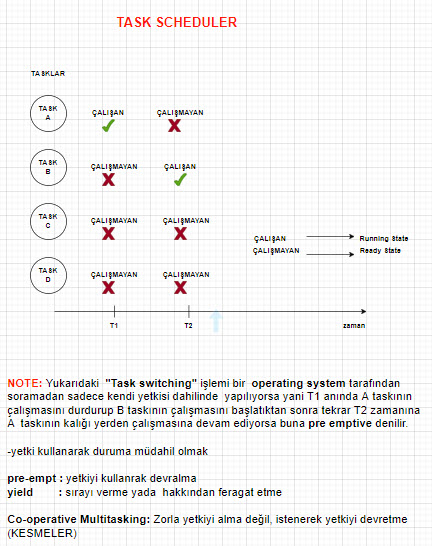 TASK SCHEDULER
TASKLAR
TASK
A
ÇALIŞAN
ÇALIŞMAYAN
TASK
B
ÇALIŞMAYAN
ÇALIŞAN
TASK
C
ÇALIŞMAYAN
ÇALIŞMAYAN
ÇALIŞAN
Running State
ÇALIŞMAYAN
Ready State
TASK
D
ÇALIŞMAYAN
ÇALIŞMAYAN
T1
T2
zaman
NOTE: Yukarıdaki "Task switching" işlemi bir operating system tarafından
soramadan sadece kendi yetkisi dahilinde yapılıyorsa yani T1 anında A taskının
çalışmasını durdurup B taskının çalışmasını başlatıktan sonra tekrar T2 zamanına
A taskının kalığı yerden çalışmasına devam ediyorsa buna pre emptive denilir.
-yetki kullanarak duruma müdahil olmak
pre-empt : yetkiyi kullanrak devralma
yield : sırayı verme yada hakkından feragat etme
Co-operative Multitasking: Zorla yetkiyi alma değil, istenerek yetkiyi devretme
(KESMELER)